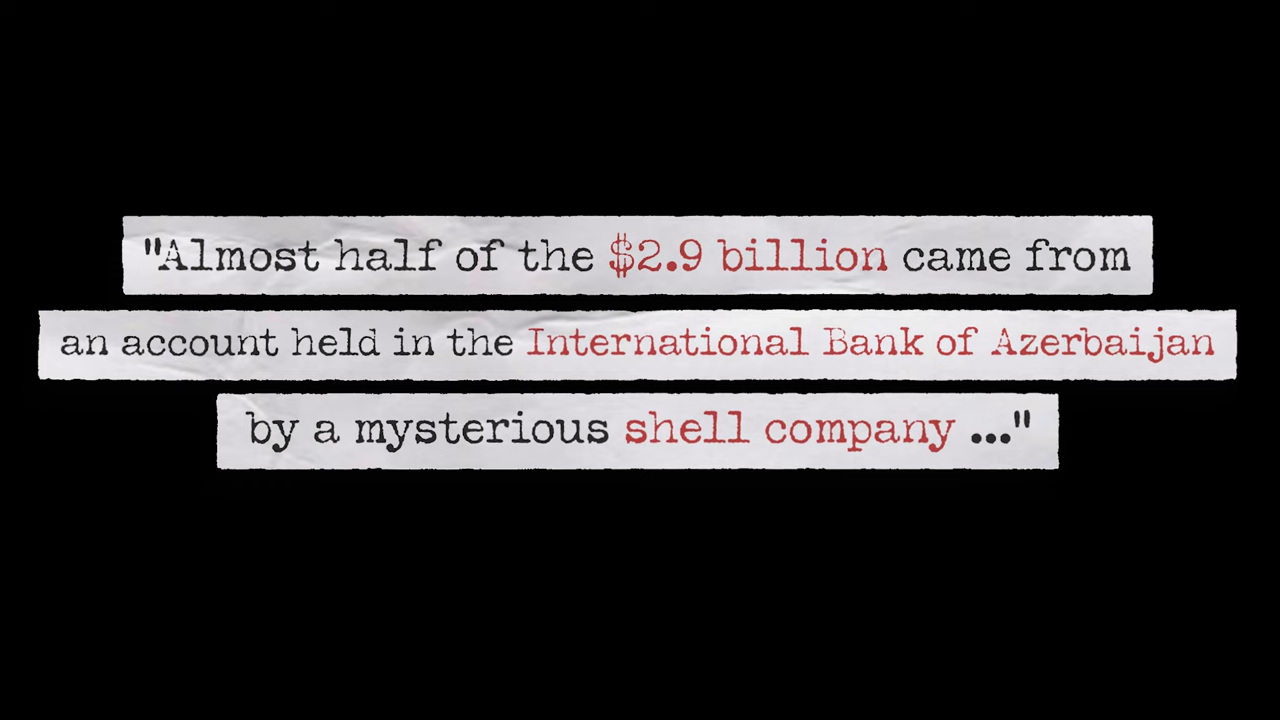 "Almost half of the $2.9 billion came from
an account held in the International Bank of Azerbaijan
by a mysterious shell company ..."